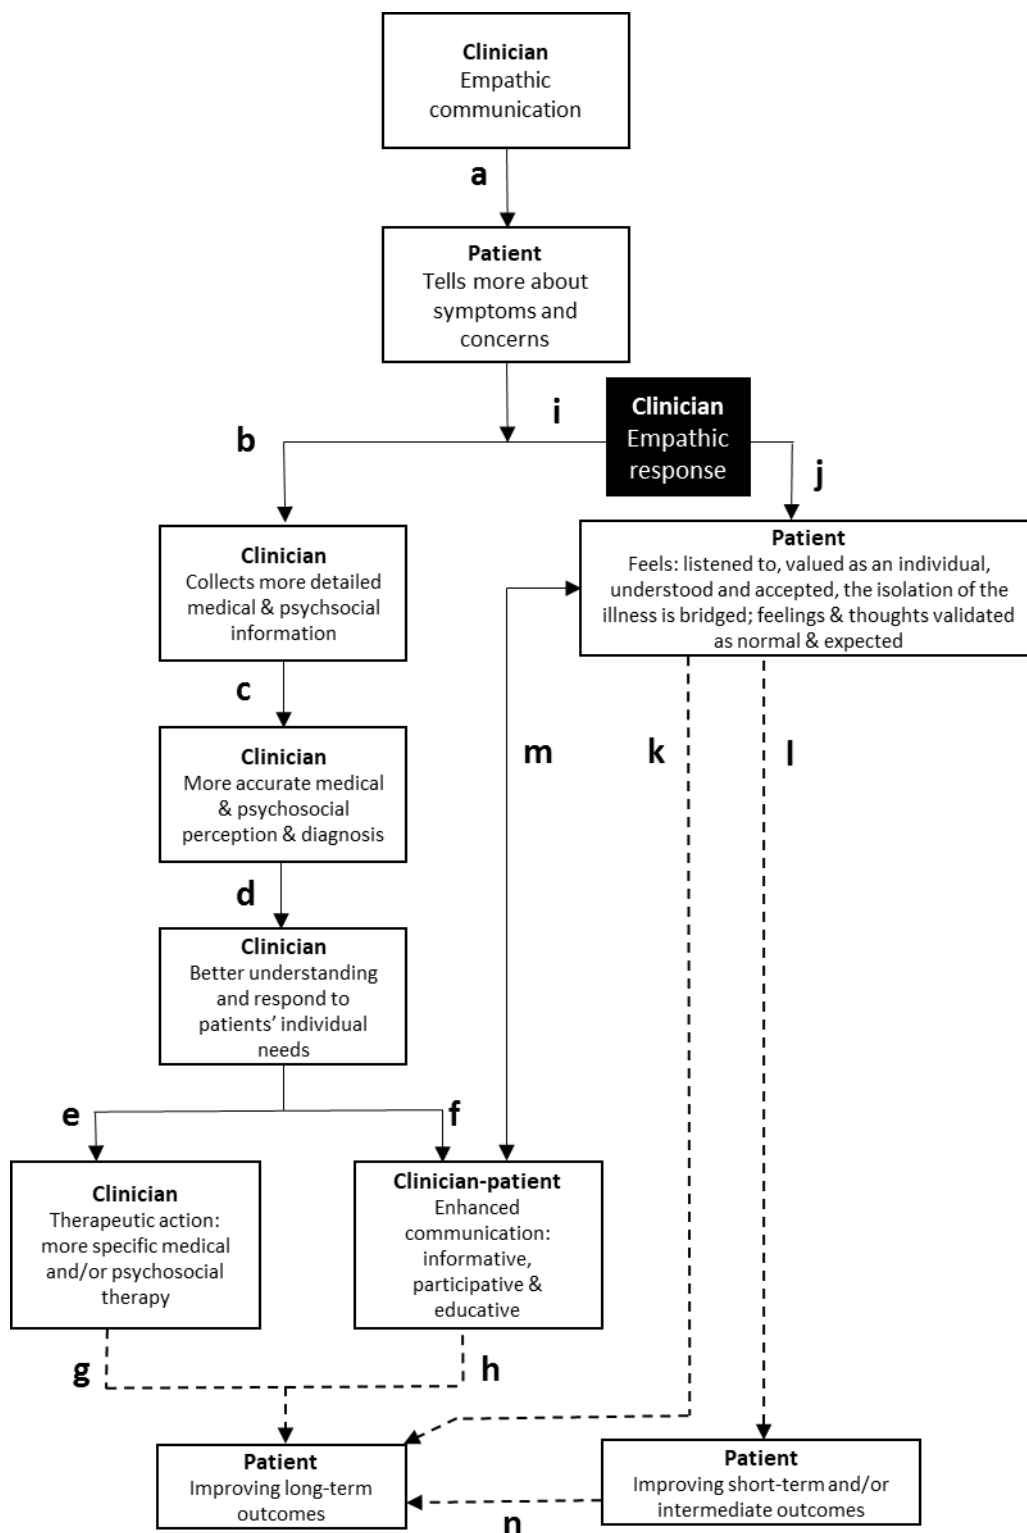 Clinician
Empathic
communication
a
Patient
Tells more about
symptoms and
concerns
i
Clinician
Empathic
response
b
j
Clinician
Collects more detailed
medical & psychsocial
information
Patient
Feels: listened to, valued as an individual,
understood and accepted, the isolation of the
illness is bridged; feelings & thoughts validated
as normal & expected
c
m
k
l
Clinician
More accurate medical
& psychosocial
perception & diagnosis
d
Clinician
Better understanding
and respond to
patients’ individual
needs
e
f
Clinician
Therapeutic action:
more specific medical
and/or psychosocial
therapy
Clinician-patient
Enhanced
communication:
informative,
participative &
educative
g
h
Patient
Improving long-term
outcomes
Patient
Improving short-term and/or
intermediate outcomes
n